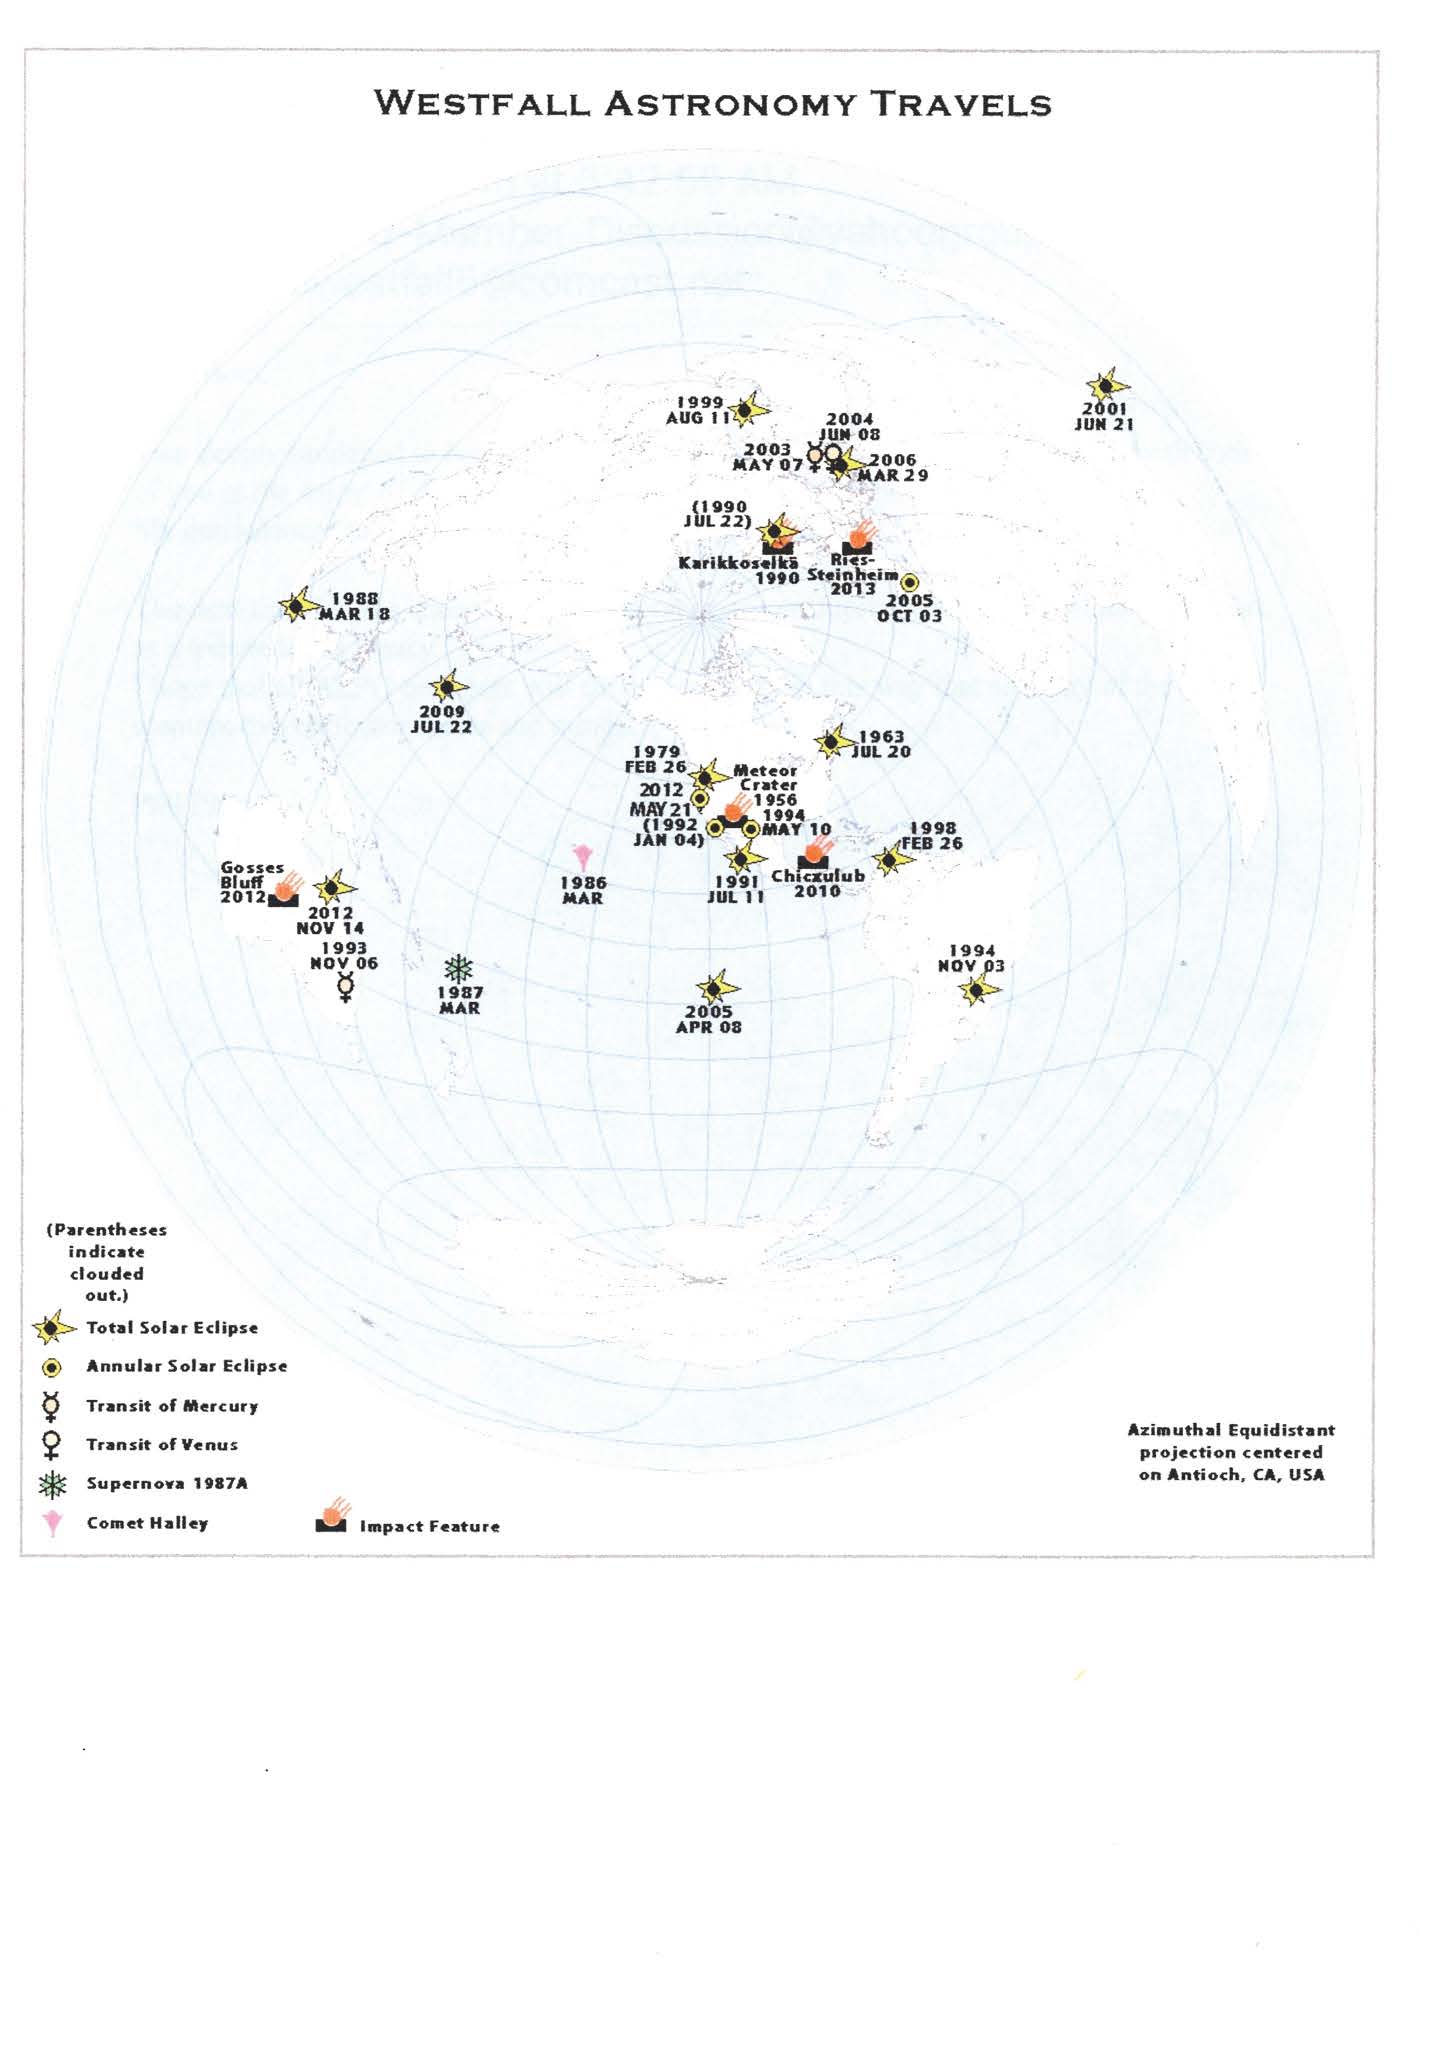 WESTFALL ASTRONOMY TRAVELS
1999
AUG 11
2001
JUN 21
2004
JUN 08
2003
MAY 07
2006
MAR 29
(1990
JUL 22)
Karikkoselkä
1990
Ries-
Steinheim
2013
2005
OCT 03
1988
MAR 18
2009
JUL 22
1963
JUL 20
1979
FEB 26
2012
MAY 21
(1992
JAN 04)
Meteor
Crater
1956
1994
MAY 10
1998
FEB 26
1991
JUL 11
Chicxulub
2010
1986
MAR
Gosses
Bluff
2012
2012
NOV 14
1993
NOV 06
1987
MAR
2005
APR 08
1994
NOV 03
(Parentheses
indicate
clouded
out.)
Total Solar Eclipse
Annular Solar Eclipse
Transit of Mercury
Transit of Venus
Supernova 1987A
Comet Halley
Impact Feature
Azimuthal Equidistant
projection centered
on Antioch, CA, USA